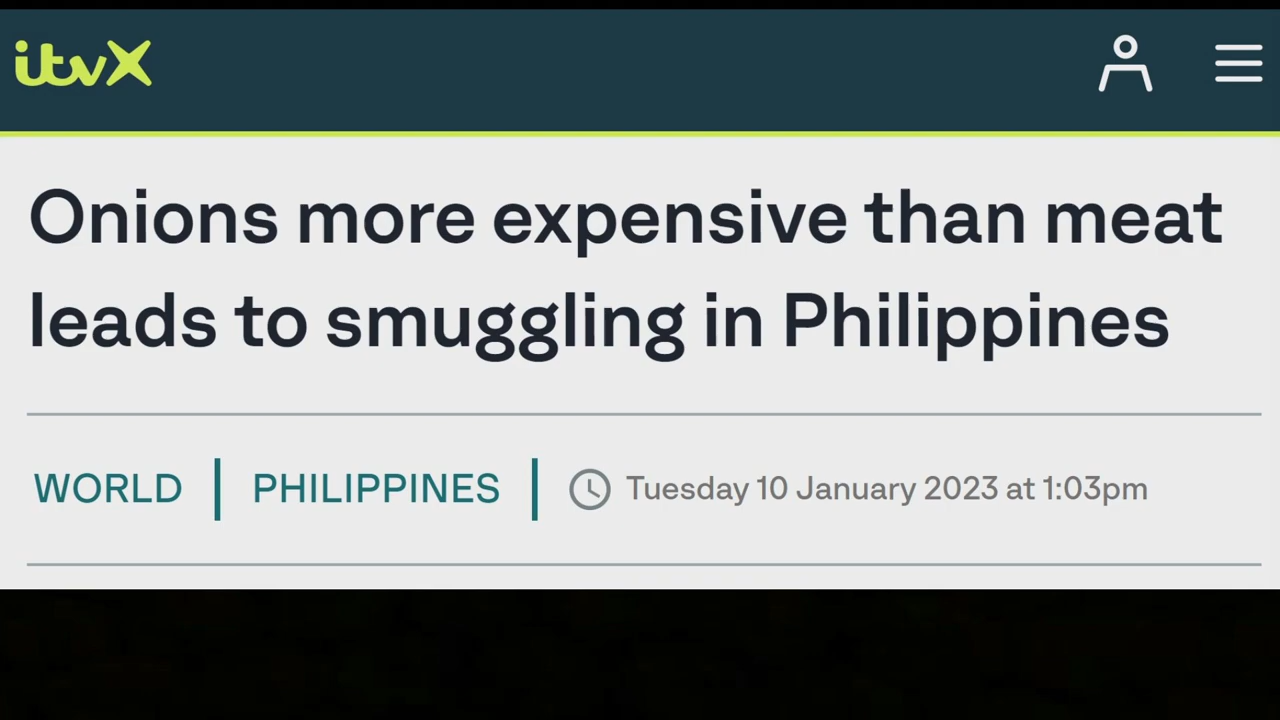 itvX
Onions more expensive than meat
leads to smuggling in Philippines
WORLD | PHILIPPINES | Tuesday 10 January 2023 at 1:03pm